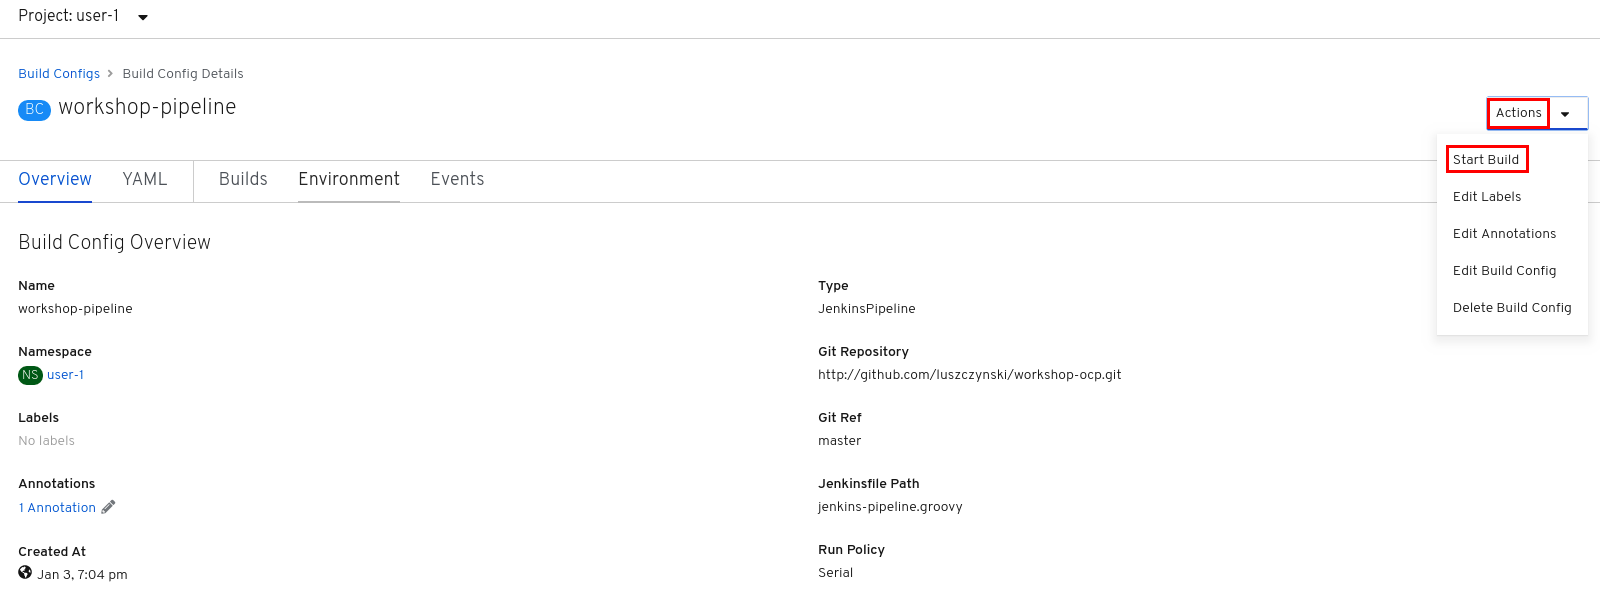 Project: user-1
Build Configs > Build Config Details
BC workshop-pipeline
Actions
Start Build
Edit Labels
Edit Annotations
Edit Build Config
Delete Build Config
Overview YAML Builds Environment Events
Build Config Overview
Name
workshop-pipeline
Namespace
NS user-1
Labels
No labels
Annotations
1 Annotation
Created At
Jan 3, 7:04 pm
Type
JenkinsPipeline
Git Repository
http://github.com/luszczynski/workshop-ocp.git
Git Ref
master
Jenkinsfile Path
jenkins-pipeline.groovy
Run Policy
Serial